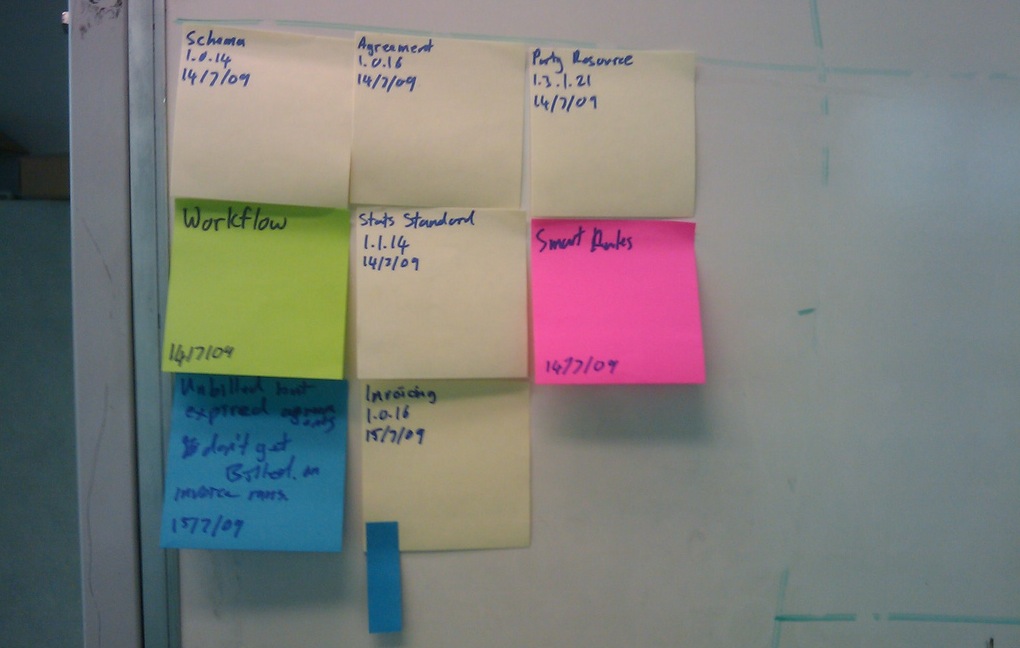 Schema
1.0.14
14/7/09
Agreement
1.0.16
14/7/09
Party Resource
1.3.1.21
14/7/09
Workflow
14/7/09
Stats Standard
1.1.14
14/7/09
Smart Rules
14/7/09
Unbilled but
expired agreem
ents
don't get
Billed on
invoice runs.
15/7/09
Invoicing
1.0.16
15/7/09